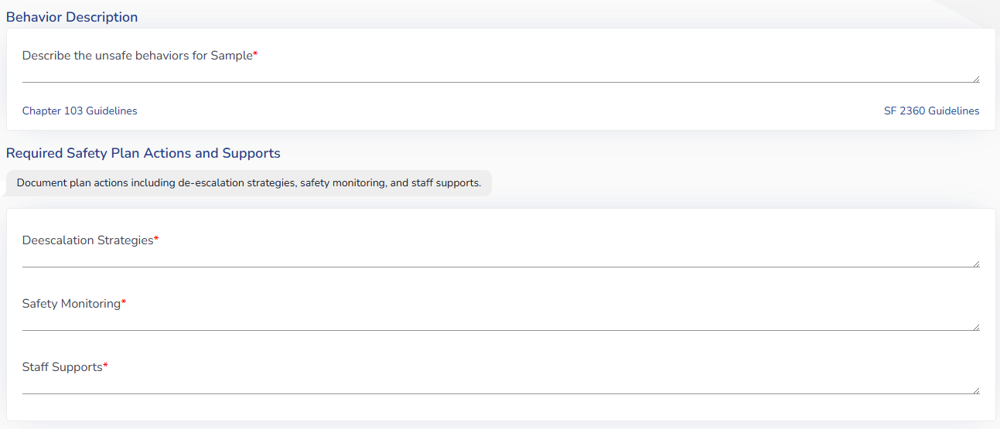 Behavior Description
Describe the unsafe behaviors for Sample*
Chapter 103 Guidelines
SF 2360 Guidelines
Required Safety Plan Actions and Supports
Document plan actions including de-escalation strategies, safety monitoring, and staff supports.
Deescalation Strategies*
Safety Monitoring*
Staff Supports*